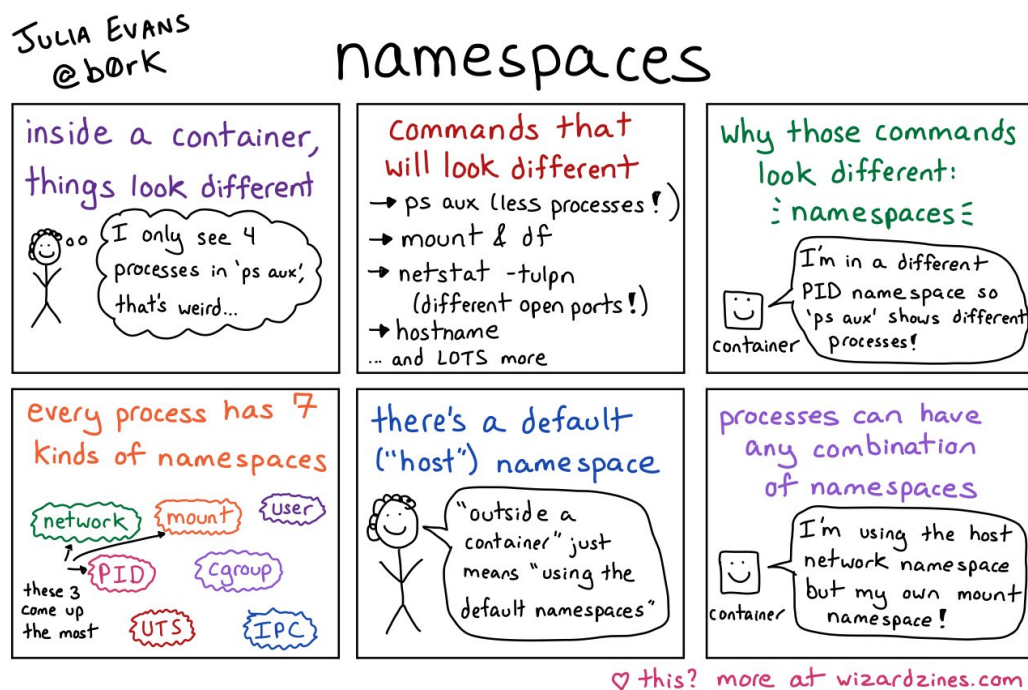 JULIA EVANS
@b0rk
namespaces
inside a container,
things look different
I only see 4
processes in 'ps aux',
that's weird...
commands that
will look different
→ ps aux (less processes!)
→ mount & df
→ netstat -tulpn
(different open ports!)
→ hostname
... and LOTS more
why those commands
look different:
namespaces
I'm in a different
PID namespace so
'ps aux' shows different
processes!
container
every process has 7
kinds of namespaces
network
mount
user
PID
cgroup
these 3
come up
the most
UTS
IPC
there's a default
("host") namespace
"outside a
container" just
means "using the
default namespaces"
processes can have
any combination
of namespaces
I'm using the host
network namespace
but my own mount
namespace!
container
♡ this? more at wizardzines.com